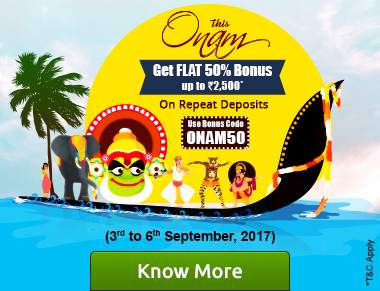 This
Onam
Get FLAT 50% Bonus
up to ₹2,500*
On Repeat Deposits
Use Bonus Code
ONAM50
(3rd to 6th September, 2017)
Know More
*T&C Apply